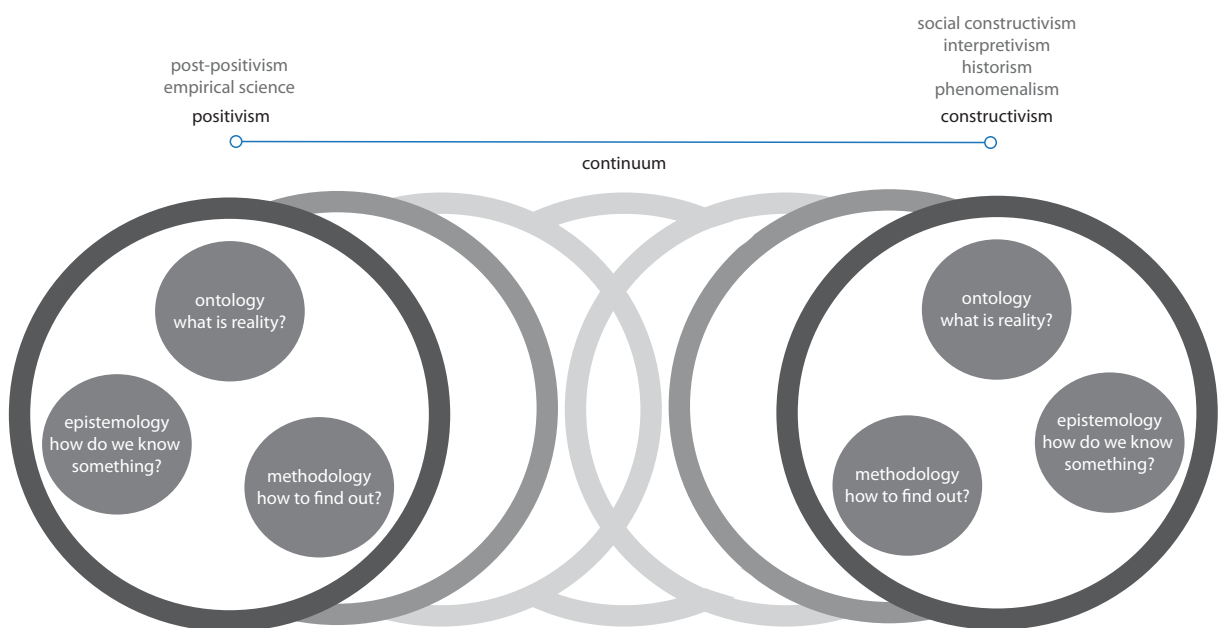 post-positivism
empirical science
positivism
social constructivism
interpretivism
historism
phenomenalism
constructivism
continuum
ontology
what is reality?
epistemology
how do we know
something?
methodology
how to find out?
ontology
what is reality?
methodology
how to find out?
epistemology
how do we know
something?